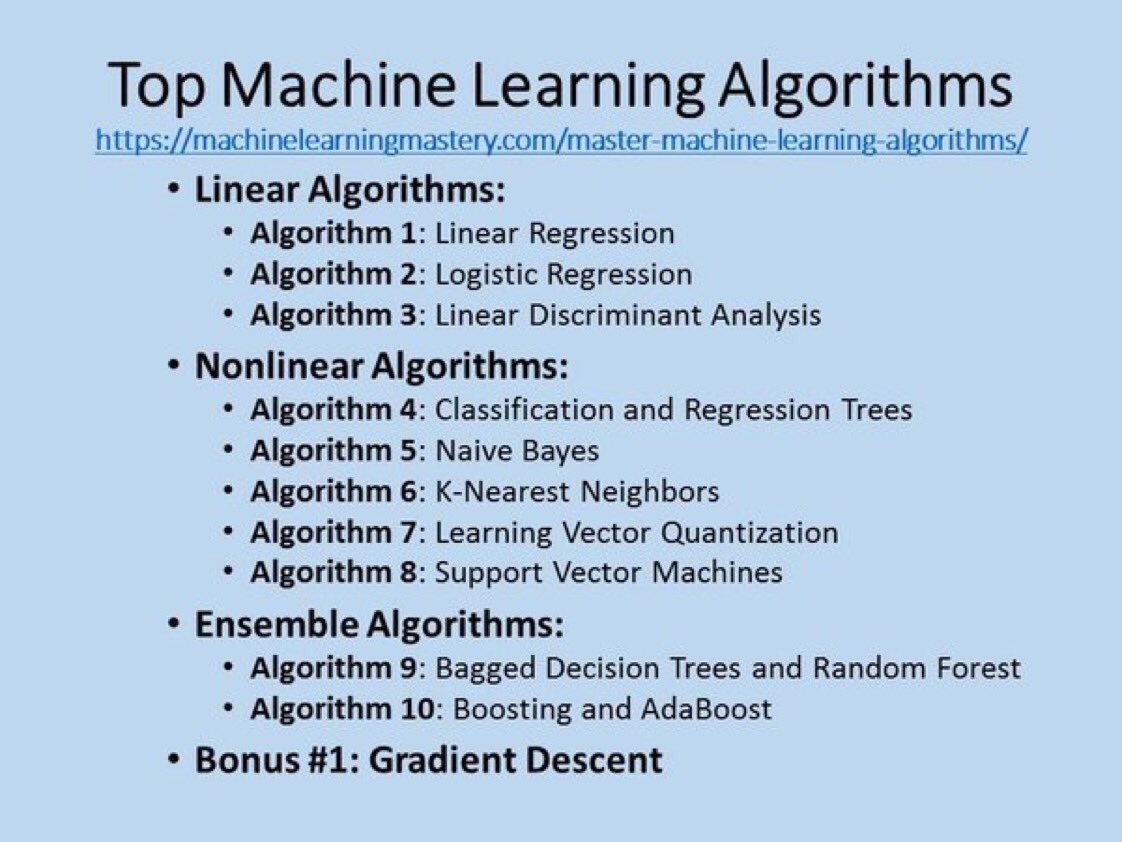 Top Machine Learning Algorithms
https://machinelearningmastery.com/master-machine-learning-algorithms/
• Linear Algorithms:
• Algorithm 1: Linear Regression
• Algorithm 2: Logistic Regression
• Algorithm 3: Linear Discriminant Analysis
• Nonlinear Algorithms:
• Algorithm 4: Classification and Regression Trees
• Algorithm 5: Naive Bayes
• Algorithm 6: K-Nearest Neighbors
• Algorithm 7: Learning Vector Quantization
• Algorithm 8: Support Vector Machines
• Ensemble Algorithms:
• Algorithm 9: Bagged Decision Trees and Random Forest
• Algorithm 10: Boosting and AdaBoost
• Bonus #1: Gradient Descent